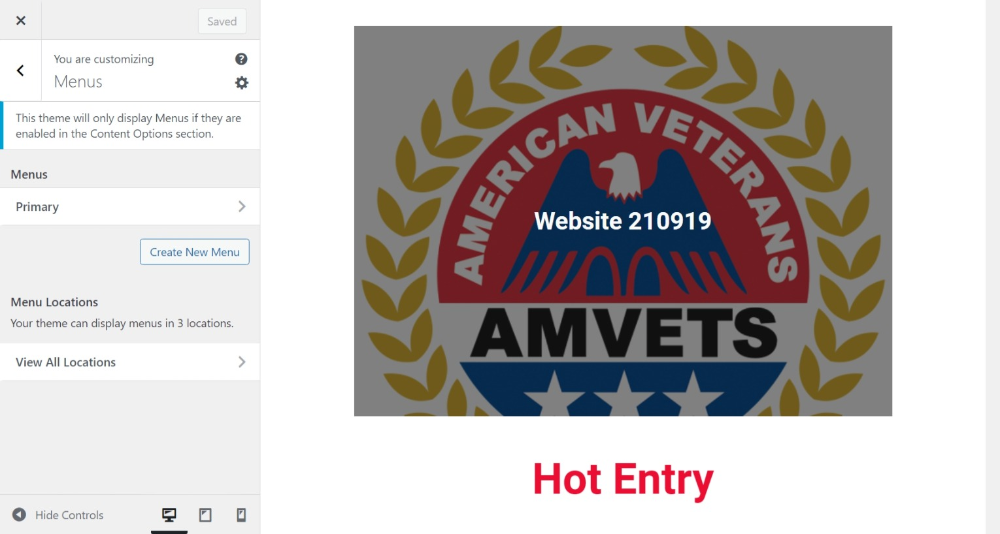 Saved
You are customizing
Menus
This theme will only display Menus if they are
enabled in the Content Options section.
Menus
Primary
Create New Menu
Menu Locations
Your theme can display menus in 3 locations.
View All Locations
Hide Controls
AMERICAN VETERANS
Website 210919
AMVETS
Hot Entry